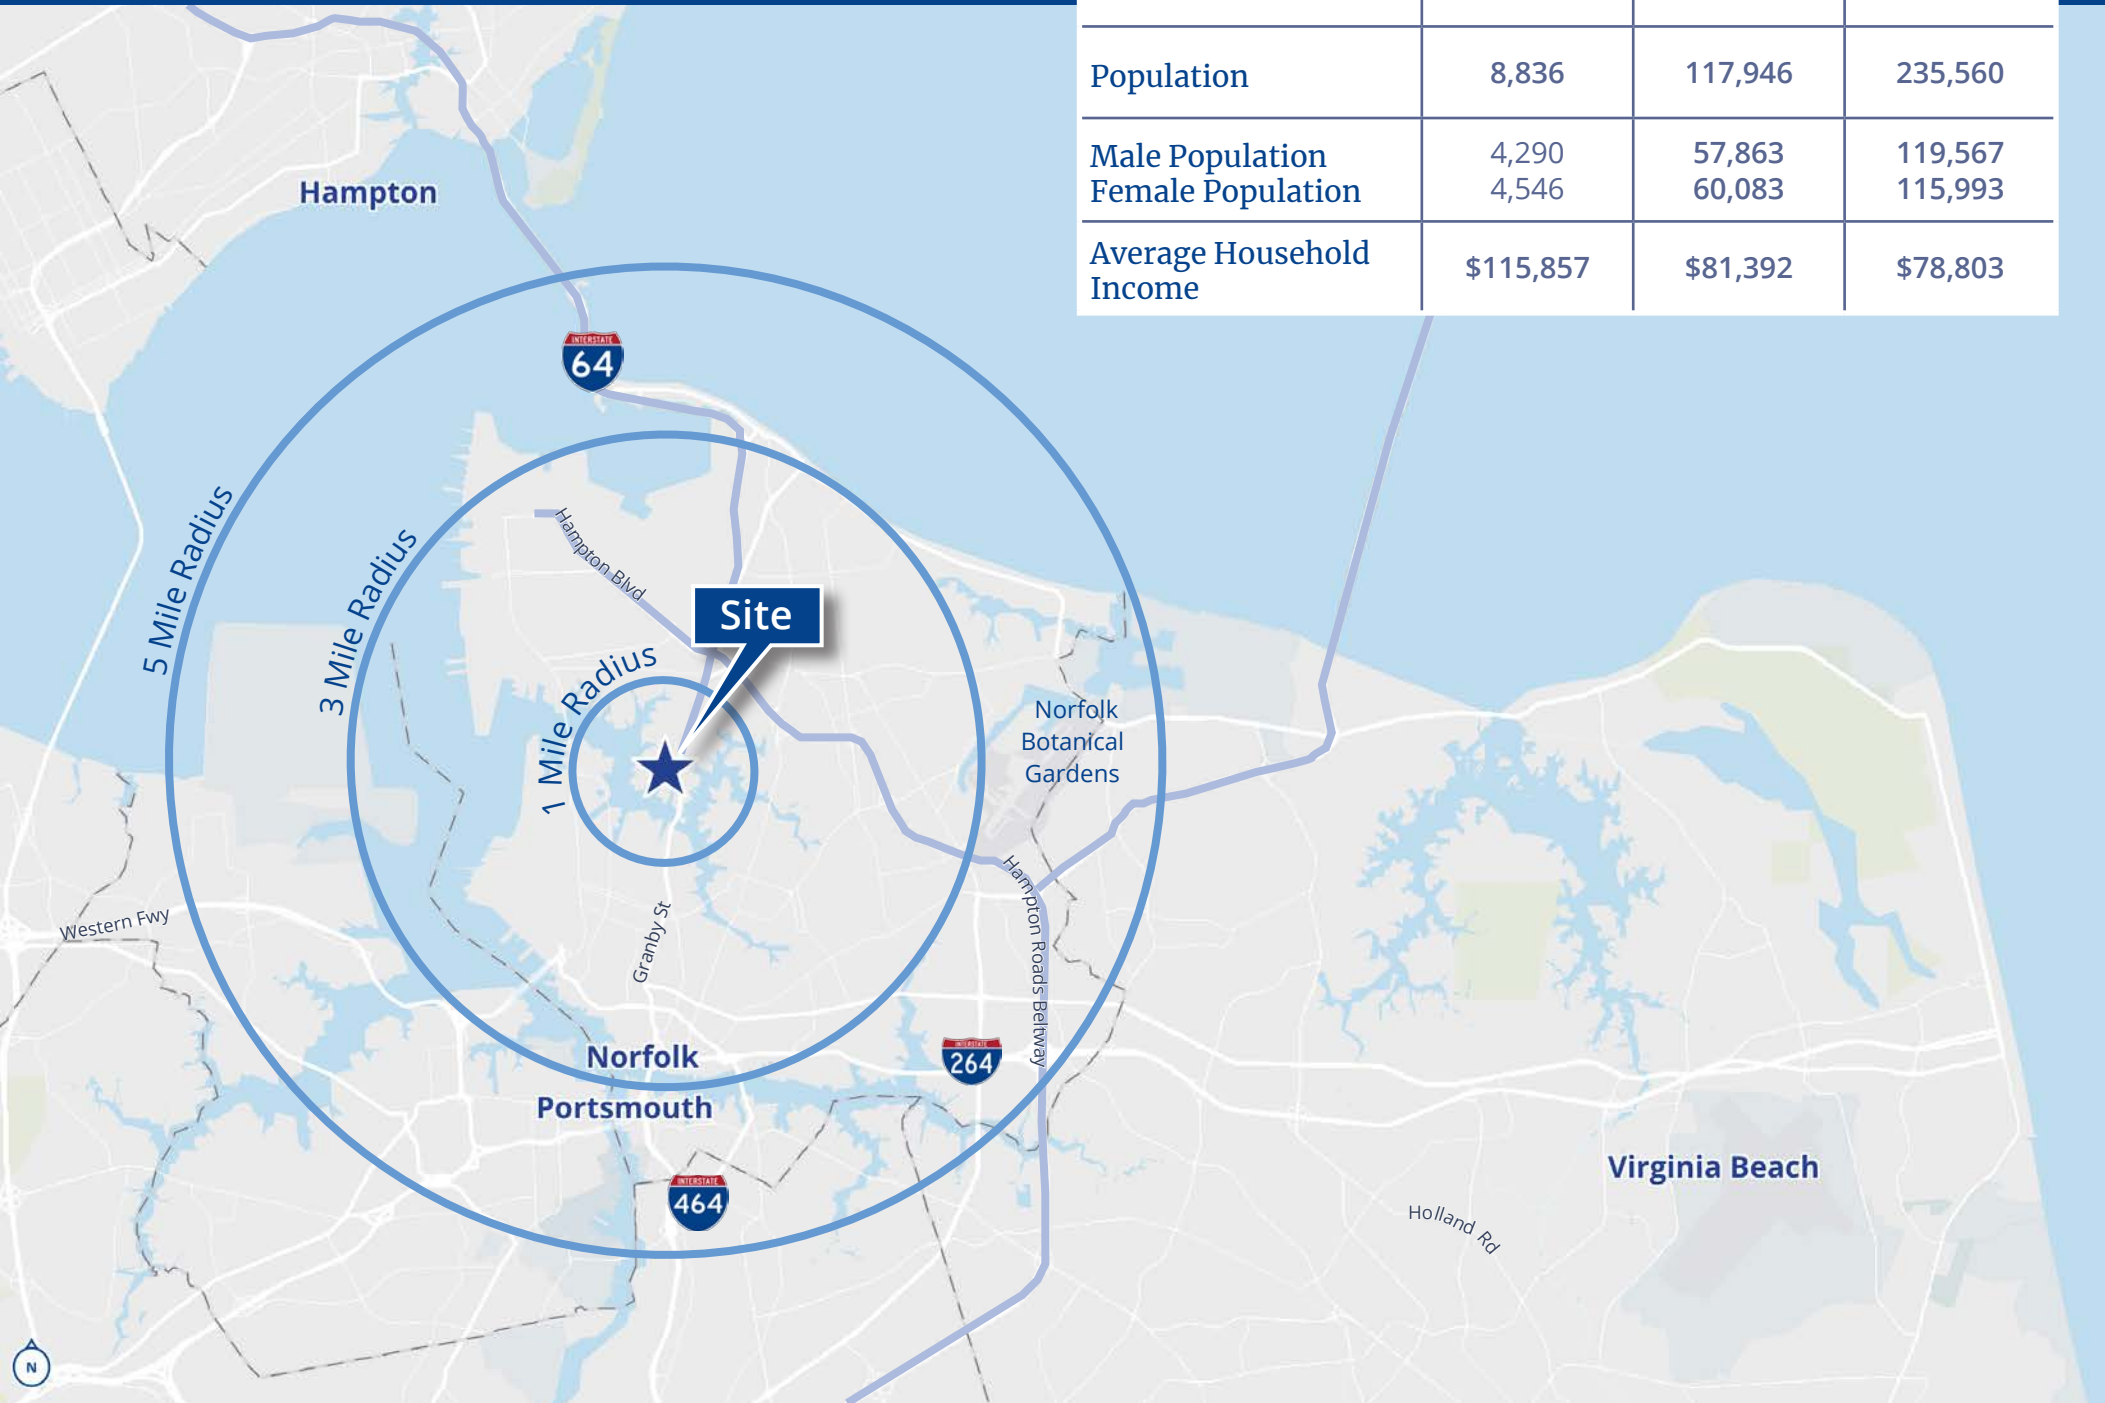 Population 8,836 117,946 235,560
Male Population 4,290 57,863 119,567
Female Population 4,546 60,083 115,993
Average Household
Income $115,857 $81,392 $78,803
Hampton
INTERSTATE
64
5 Mile Radius
3 Mile Radius
Hampton Blvd
Site
1 Mile Radius
Norfolk
Botanical
Gardens
Western Fwy
Granby St
Hampton Roads Beltway
Norfolk
INTERSTATE
264
Portsmouth
INTERSTATE
464
Virginia Beach
Holland Rd
N